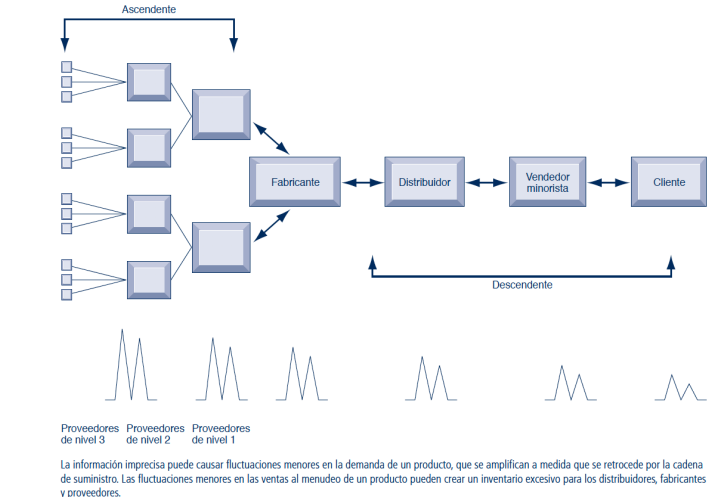 Ascendente
Fabricante
Distribuidor
Vendedor
minorista
Cliente
Descendente
Proveedores
de nivel 3
Proveedores
de nivel 2
Proveedores
de nivel 1
La información imprecisa puede causar fluctuaciones menores en la demanda de un producto, que se amplifican a medida que se retrocede por la cadena
de suministro. Las fluctuaciones menores en las ventas al menudeo de un producto pueden crear un inventario excesivo para los distribuidores, fabricantes
y proveedores.